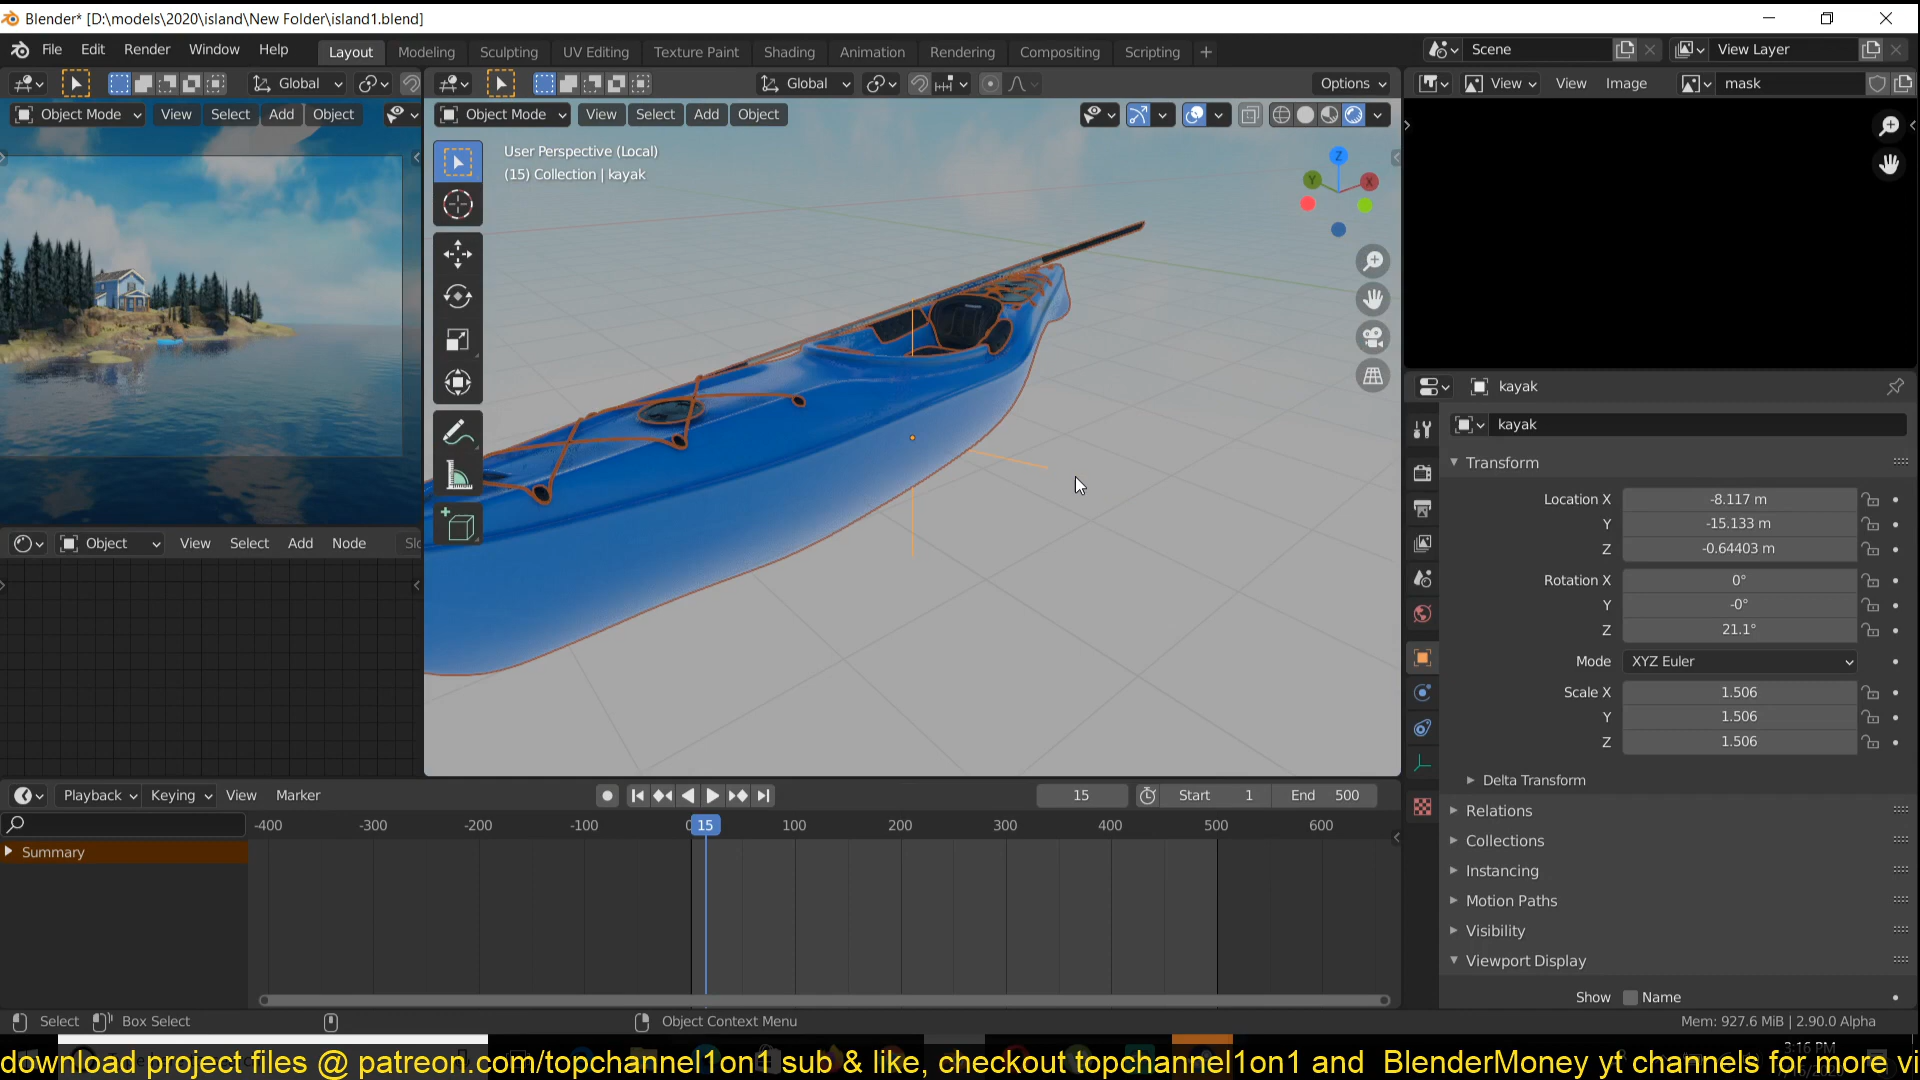 Blender* [D:\models\2020\island\New Folder\island1.blend]
File Edit Render Window Help
Layout Modeling Sculpting UV Editing Texture Paint Shading Animation Rendering Compositing Scripting +
Scene
View Layer
Global
Global
Options
View View Image mask
Object Mode View Select Add Object
Object Mode View Select Add Object
User Perspective (Local)
(15) Collection | kayak
Z
Y
X
kayak
kayak
Transform
Location X -8.117 m
Y -15.133 m
Z -0.64403 m
Rotation X 0°
Y -0°
Z 21.1°
Mode XYZ Euler
Scale X 1.506
Y 1.506
Z 1.506
Delta Transform
Relations
Collections
Instancing
Motion Paths
Visibility
Viewport Display
Show Name
Object View Select Add Node
Playback Keying View Marker
15 Start 1 End 500
-400 -300 -200 -100 0 15 100 200 300 400 500 600
Summary
Select Box Select Object Context Menu
Mem: 927.6 MiB | 2.90.0 Alpha
3:16 PM
download project files @ patreon.com/topchannel1on1 sub & like, checkout topchannel1on1 and BlenderMoney yt channels for more vi